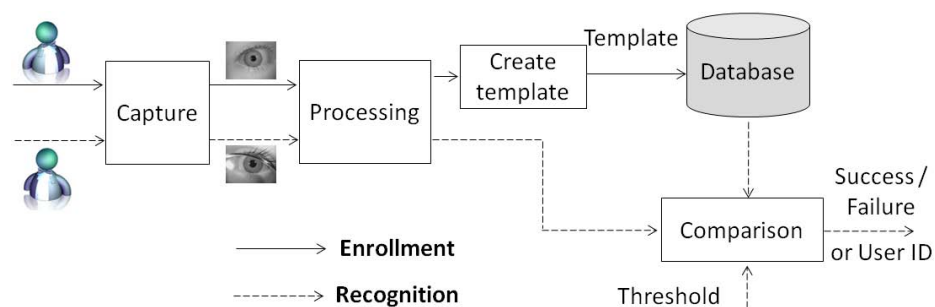 Capture
Processing
Create
template
Template
Database
Comparison
Success /
Failure
or User ID
Threshold
Enrollment
Recognition